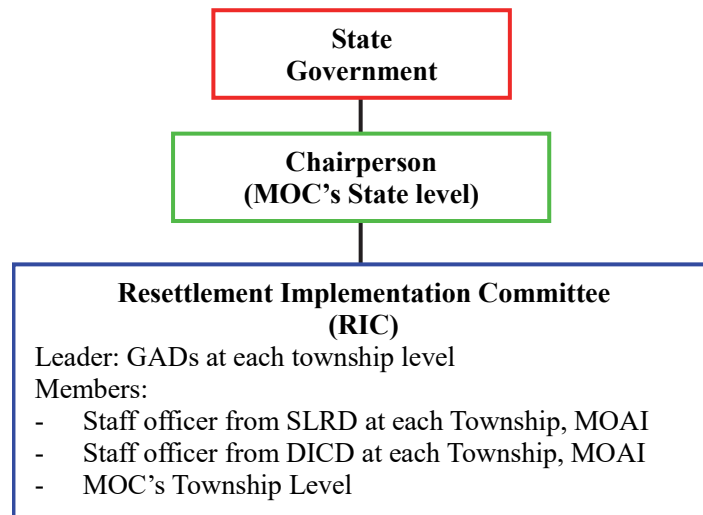 State
Government
Chairperson
(MOC’s State level)
Resettlement Implementation Committee
(RIC)
Leader: GADs at each township level
Members:
- Staff officer from SLRD at each Township, MOAI
- Staff officer from DICD at each Township, MOAI
- MOC’s Township Level